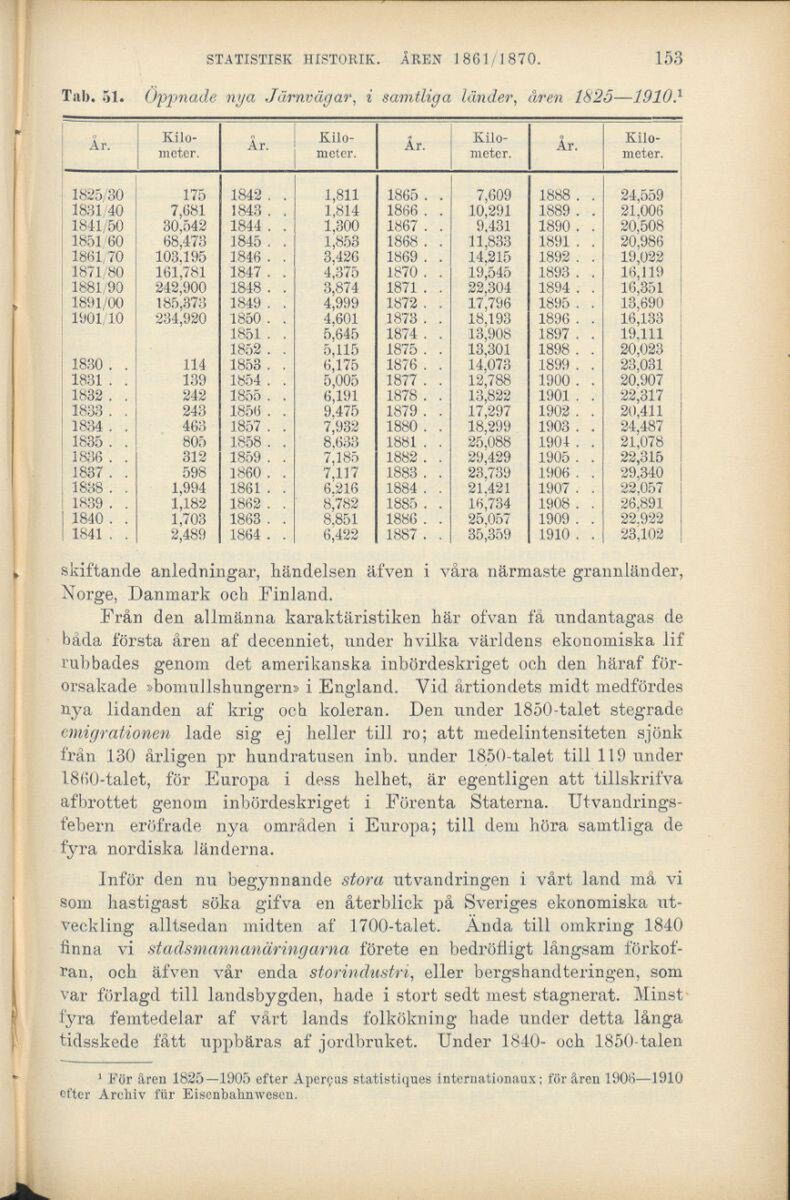 STATISTISK HISTORIK. ÅREN 1861/1870. 153
Tab. 51. Öppnade nya Järnvägar, i samtliga länder, åren 1825—1910.¹
År. Kilo- År. Kilo- År. Kilo- År. Kilo-
meter. meter. meter. meter.
1825/30 175 1842 . . 1,811 1865 . . 7,609 1888 . . 24,559
1831/40 7,681 1843 . . 1,814 1866 . . 10,291 1889 . . 21,006
1841/50 30,542 1844 . . 1,300 1867 . . 9,431 1890 . . 20,508
1851/60 68,473 1845 . . 1,853 1868 . . 11,833 1891 . . 20,986
1861/70 103,195 1846 . . 3,426 1869 . . 14,215 1892 . . 19,022
1871/80 161,781 1847 . . 4,375 1870 . . 19,545 1893 . . 16,119
1881/90 242,900 1848 . . 3,874 1871 . . 22,304 1894 . . 16,351
1891/00 185,373 1849 . . 4,999 1872 . . 17,796 1895 . . 13,690
1901/10 234,920 1850 . . 4,601 1873 . . 18,193 1896 . . 16,133
1851 . . 5,645 1874 . . 13,908 1897 . . 19,111
1852 . . 5,115 1875 . . 13,301 1898 . . 20,023
1830 . . 114 1853 . . 6,175 1876 . . 14,073 1899 . . 23,031
1831 . . 139 1854 . . 5,005 1877 . . 12,788 1900 . . 20,907
1832 . . 242 1855 . . 6,191 1878 . . 13,822 1901 . . 22,317
1833 . . 243 1856 . . 9,475 1879 . . 17,297 1902 . . 20,411
1834 . . 463 1857 . . 7,932 1880 . . 18,299 1903 . . 24,487
1835 . . 805 1858 . . 8,633 1881 . . 25,088 1904 . . 21,078
1836 . . 312 1859 . . 7,185 1882 . . 29,429 1905 . . 22,315
1837 . . 598 1860 . . 7,117 1883 . . 23,739 1906 . . 29,340
1838 . . 1,994 1861 . . 6,216 1884 . . 21,421 1907 . . 22,057
1839 . . 1,182 1862 . . 8,782 1885 . . 16,734 1908 . . 26,891
1840 . . 1,703 1863 . . 8,851 1886 . . 25,057 1909 . . 22,922
1841 . . 2,489 1864 . . 6,422 1887 . . 35,359 1910 . . 23,102
skiftande anledningar, händelsen äfven i våra närmaste grannländer,
Norge, Danmark och Finland.
Från den allmänna karaktäristiken här ofvan få undantagas de
båda första åren af decenniet, under hvilka världens ekonomiska lif
rubbades genom det amerikanska inbördeskriget och den häraf för-
orsakade »bomullshungern» i England. Vid årtiondets midt medfördes
nya lidanden af krig och koleran. Den under 1850-talet stegrade
emigrationen lade sig ej heller till ro; att medelintensiteten sjönk
från 130 årligen pr hundratusen inb. under 1850-talet till 119 under
1860-talet, för Europa i dess helhet, är egentligen att tillskrifva
afbrottet genom inbördeskriget i Förenta Staterna. Utvandrings-
febern eröfrade nya områden i Europa; till dem höra samtliga de
fyra nordiska länderna.
Inför den nu begynnande stora utvandringen i vårt land må vi
som hastigast söka gifva en återblick på Sveriges ekonomiska ut-
veckling alltsedan midten af 1700-talet. Ända till omkring 1840
finna vi stadsmannanäringarna förete en bedröfligt långsam förkof-
ran, och äfven vår enda storindustri, eller bergshandteringen, som
var förlagd till landsbygden, hade i stort sedt mest stagnerat. Minst
fyra femtedelar af vårt lands folkökning hade under detta långa
tidsskede fått uppbäras af jordbruket. Under 1840- och 1850-talen
¹ För åren 1825—1905 efter Aperçus statistiques internationaux; för åren 1906—1910
efter Archiv für Eisenbahnwesen.